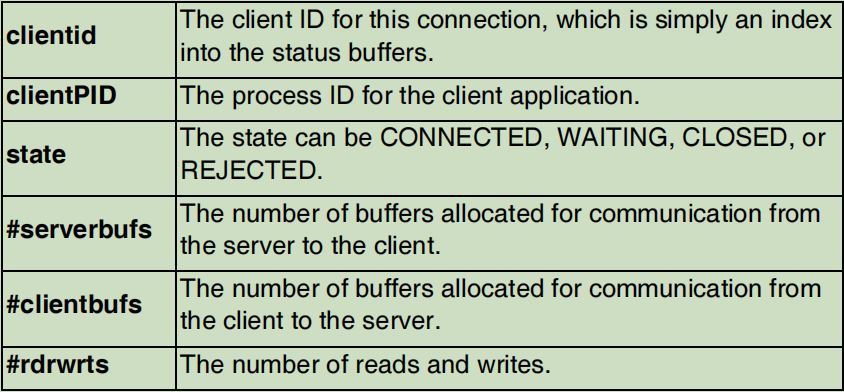 clientid
The client ID for this connection, which is simply an index
into the status buffers.
clientPID
The process ID for the client application.
state
The state can be CONNECTED, WAITING, CLOSED, or
REJECTED.
#serverbufs
The number of buffers allocated for communication from
the server to the client.
#clientbufs
The number of buffers allocated for communication from
the client to the server.
#rdrwrts
The number of reads and writes.